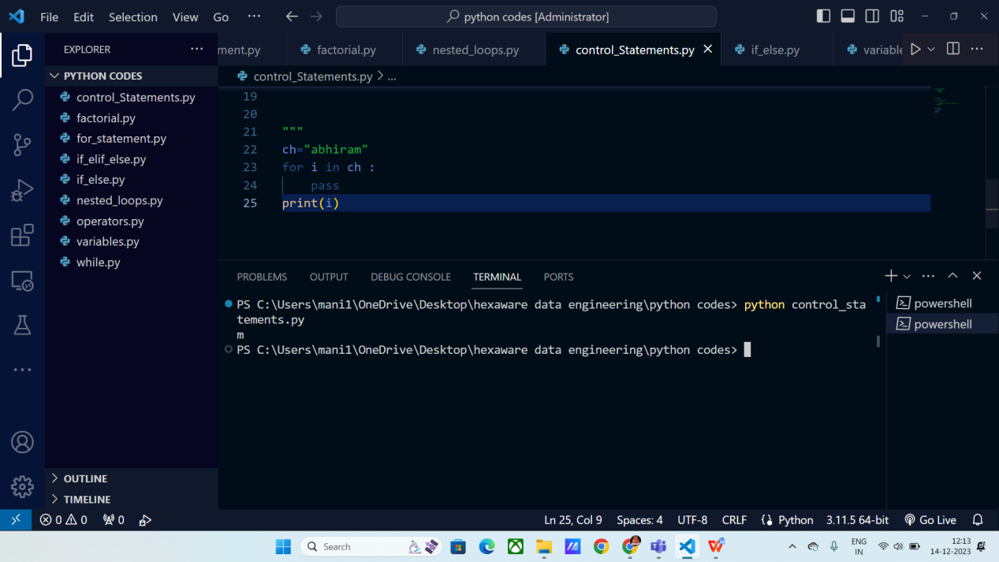 File Edit Selection View Go ··· python codes [Administrator]
EXPLORER ···
ment.py factorial.py nested_loops.py control_Statements.py if_else.py variable
PYTHON CODES
control_Statements.py
factorial.py
for_statement.py
if_elif_else.py
if_else.py
nested_loops.py
operators.py
variables.py
while.py
OUTLINE
TIMELINE
control_Statements.py > ...
19
20
21 """
22 ch="abhiram"
23 for i in ch :
24 pass
25 print(i)
PROBLEMS OUTPUT DEBUG CONSOLE TERMINAL PORTS
PS C:\Users\mani1\OneDrive\Desktop\hexaware data engineering\python codes> python control_sta
tements.py
m
PS C:\Users\mani1\OneDrive\Desktop\hexaware data engineering\python codes>
powershell
powershell
0 0 0 Ln 25, Col 9 Spaces: 4 UTF-8 CRLF Python 3.11.5 64-bit Go Live
Search ENG 12:13
IN 14-12-2023